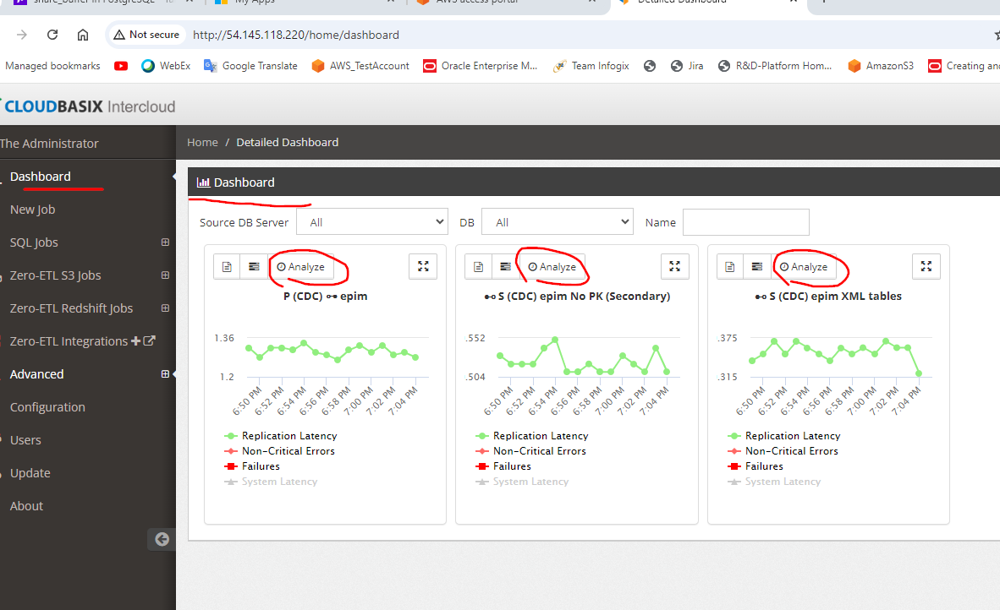 share_buffer in PostgreSQL
My Apps
AWS access portal
Detailed Dashboard
Not secure http://54.145.118.220/home/dashboard
Managed bookmarks WebEx Google Translate AWS_TestAccount Oracle Enterprise M... Team Infogix Jira R&D-Platform Hom... AmazonS3 Creating and
CLOUDBASIX Intercloud
The Administrator
Home / Detailed Dashboard
Dashboard
New Job
SQL Jobs
Zero-ETL S3 Jobs
Zero-ETL Redshift Jobs
Zero-ETL Integrations
Advanced
Configuration
Users
Update
About
Dashboard
Source DB Server All DB All Name
Analyze
P (CDC) epim
1.36
1.2
6:50 PM 6:52 PM 6:54 PM 6:56 PM 6:58 PM 7:00 PM 7:02 PM 7:04 PM
Replication Latency
Non-Critical Errors
Failures
System Latency
Analyze
S (CDC) epim No PK (Secondary)
.552
.504
6:50 PM 6:52 PM 6:54 PM 6:56 PM 6:58 PM 7:00 PM 7:02 PM 7:04 PM
Replication Latency
Non-Critical Errors
Failures
System Latency
Analyze
S (CDC) epim XML tables
.375
.315
6:50 PM 6:52 PM 6:54 PM 6:56 PM 6:58 PM 7:00 PM 7:02 PM 7:04 PM
Replication Latency
Non-Critical Errors
Failures
System Latency